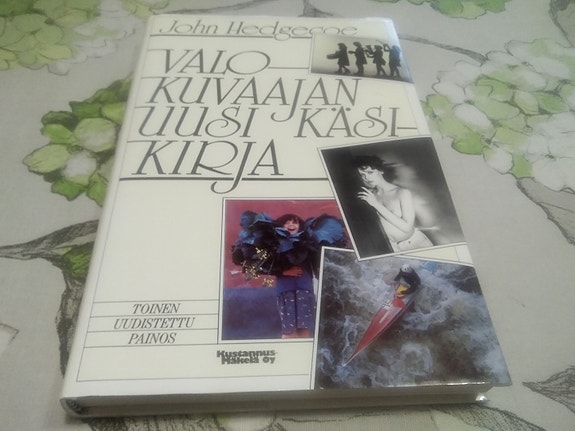 John Hedgecoe
VALO
KUVAAJAN
UUSI KÄSI-
KIRJA
TOINEN
UUDISTETTU
PAINOS
Kustannus-
Mäkelä Oy